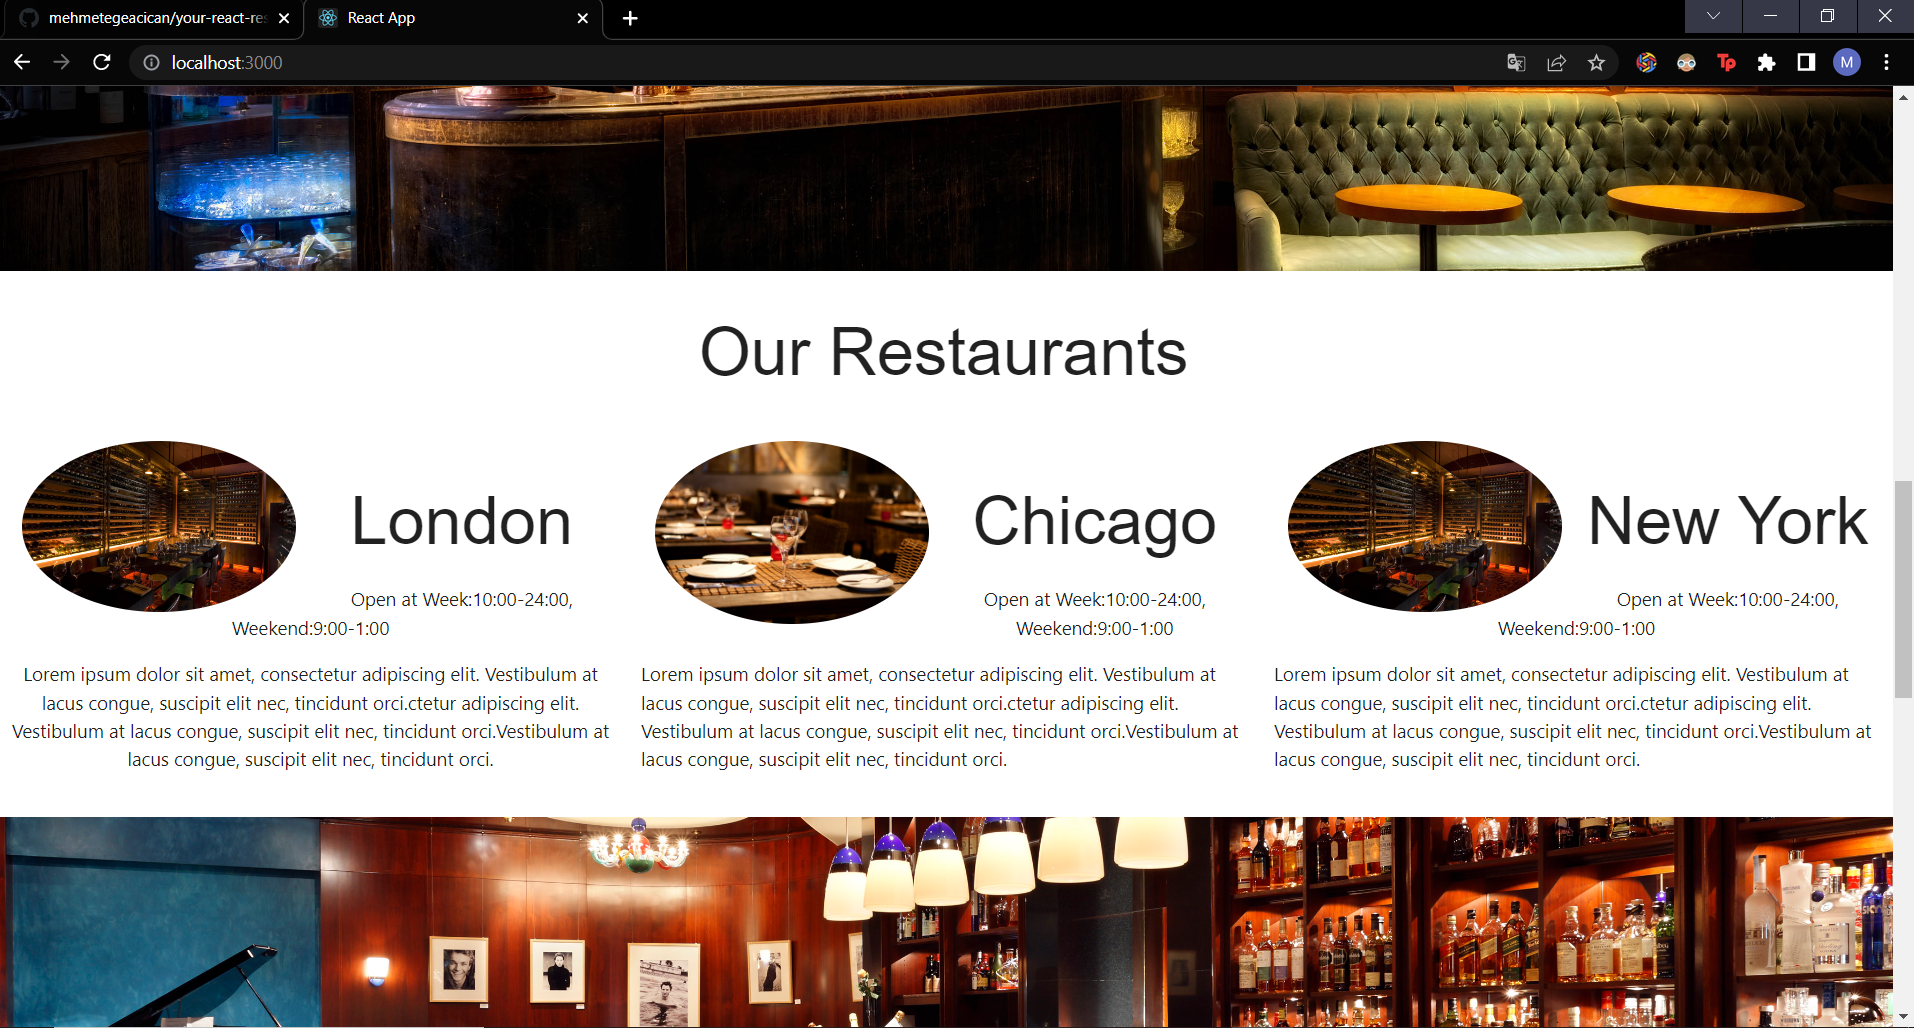 mehmetegeacican/your-react-res
React App
localhost:3000
Tp
M
Our Restaurants
London
Open at Week:10:00-24:00,
Weekend:9:00-1:00
Lorem ipsum dolor sit amet, consectetur adipiscing elit. Vestibulum at
lacus congue, suscipit elit nec, tincidunt orci.ctetur adipiscing elit.
Vestibulum at lacus congue, suscipit elit nec, tincidunt orci.Vestibulum at
lacus congue, suscipit elit nec, tincidunt orci.
Chicago
Open at Week:10:00-24:00,
Weekend:9:00-1:00
Lorem ipsum dolor sit amet, consectetur adipiscing elit. Vestibulum at
lacus congue, suscipit elit nec, tincidunt orci.ctetur adipiscing elit.
Vestibulum at lacus congue, suscipit elit nec, tincidunt orci.Vestibulum at
lacus congue, suscipit elit nec, tincidunt orci.
New York
Open at Week:10:00-24:00,
Weekend:9:00-1:00
Lorem ipsum dolor sit amet, consectetur adipiscing elit. Vestibulum at
lacus congue, suscipit elit nec, tincidunt orci.ctetur adipiscing elit.
Vestibulum at lacus congue, suscipit elit nec, tincidunt orci.Vestibulum at
lacus congue, suscipit elit nec, tincidunt orci.